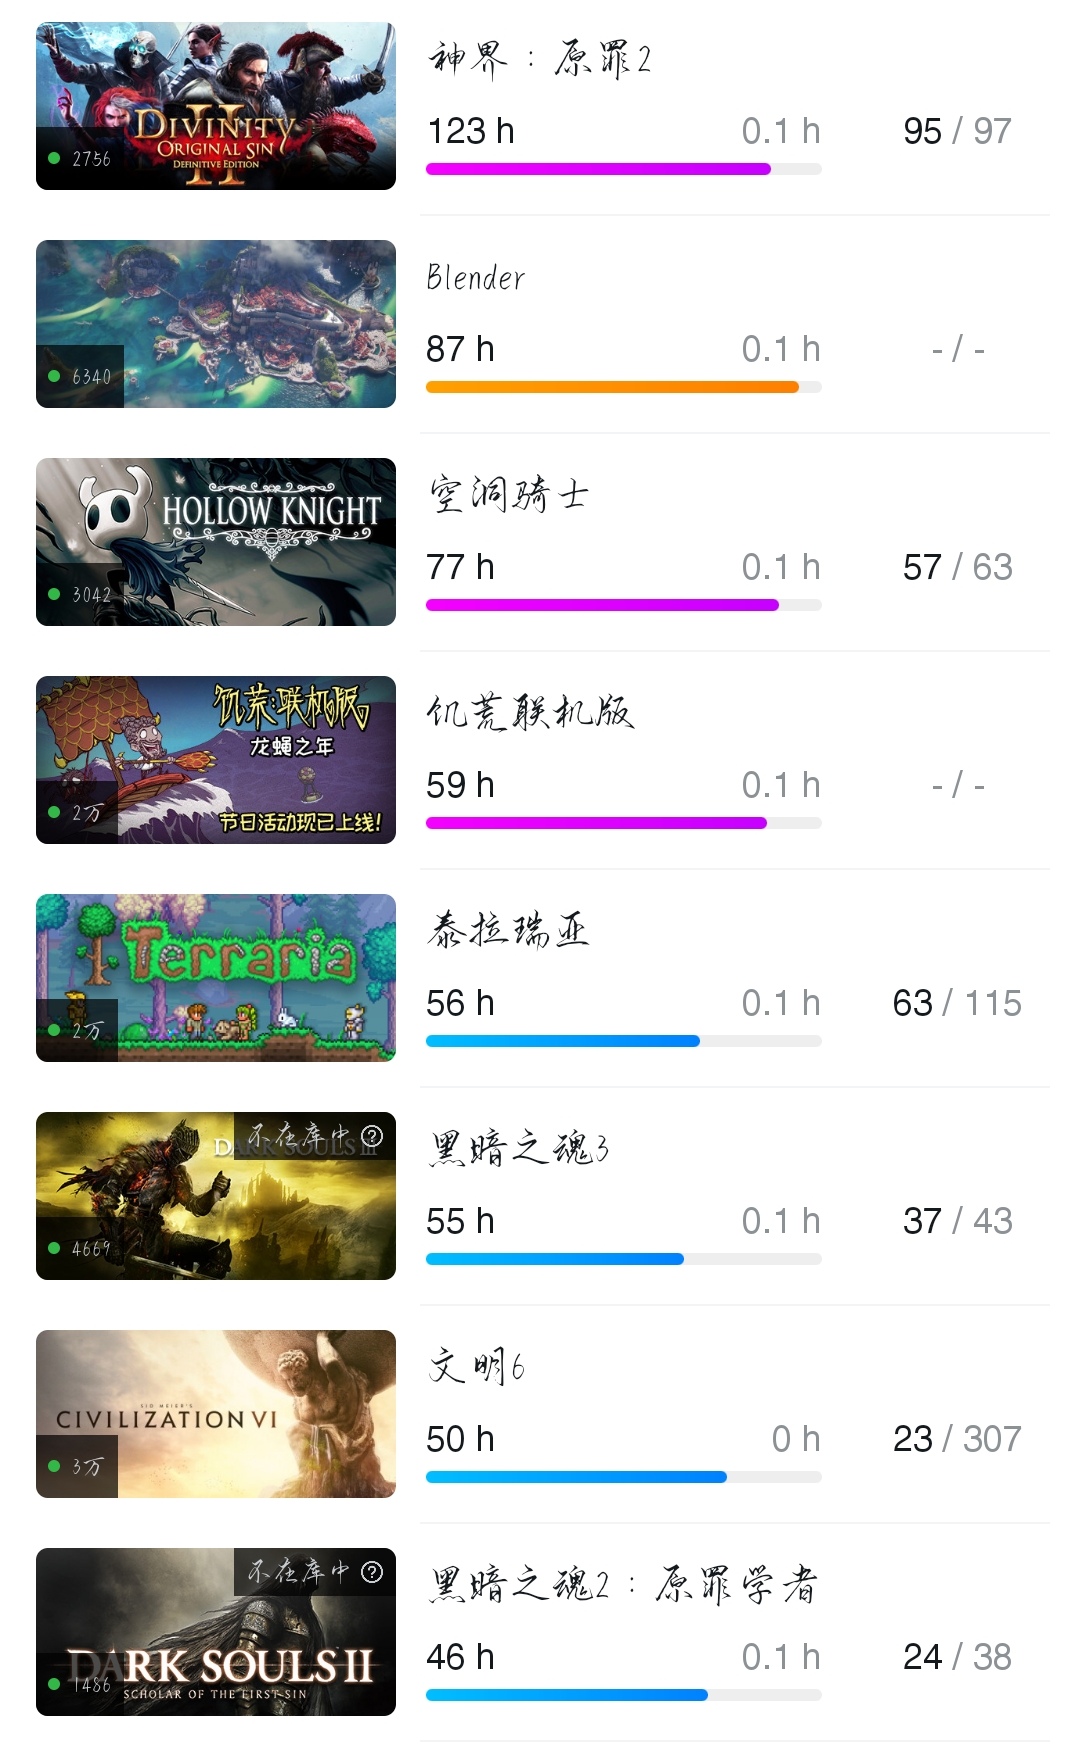 神界：原罪2
DIVINITY
II
ORIGINAL SIN
DEFINITIVE EDITION
2756
123 h
0.1 h
95 / 97
Blender
6340
87 h
0.1 h
- / -
空洞骑士
HOLLOW KNIGHT
3042
77 h
0.1 h
57 / 63
饥荒联机版
饥荒:联机版
龙蝇之年
节日活动现已上线!
2万
59 h
0.1 h
- / -
泰拉瑞亚
Terraria
2万
56 h
0.1 h
63 / 115
不在库中 ?
DARK SOULS III
黑暗之魂3
4669
55 h
0.1 h
37 / 43
文明6
SID MEIER'S
CIVILIZATION VI
3万
50 h
0 h
23 / 307
不在库中 ?
黑暗之魂2：原罪学者
DARK SOULS II
SCHOLAR OF THE FIRST SIN
1486
46 h
0.1 h
24 / 38